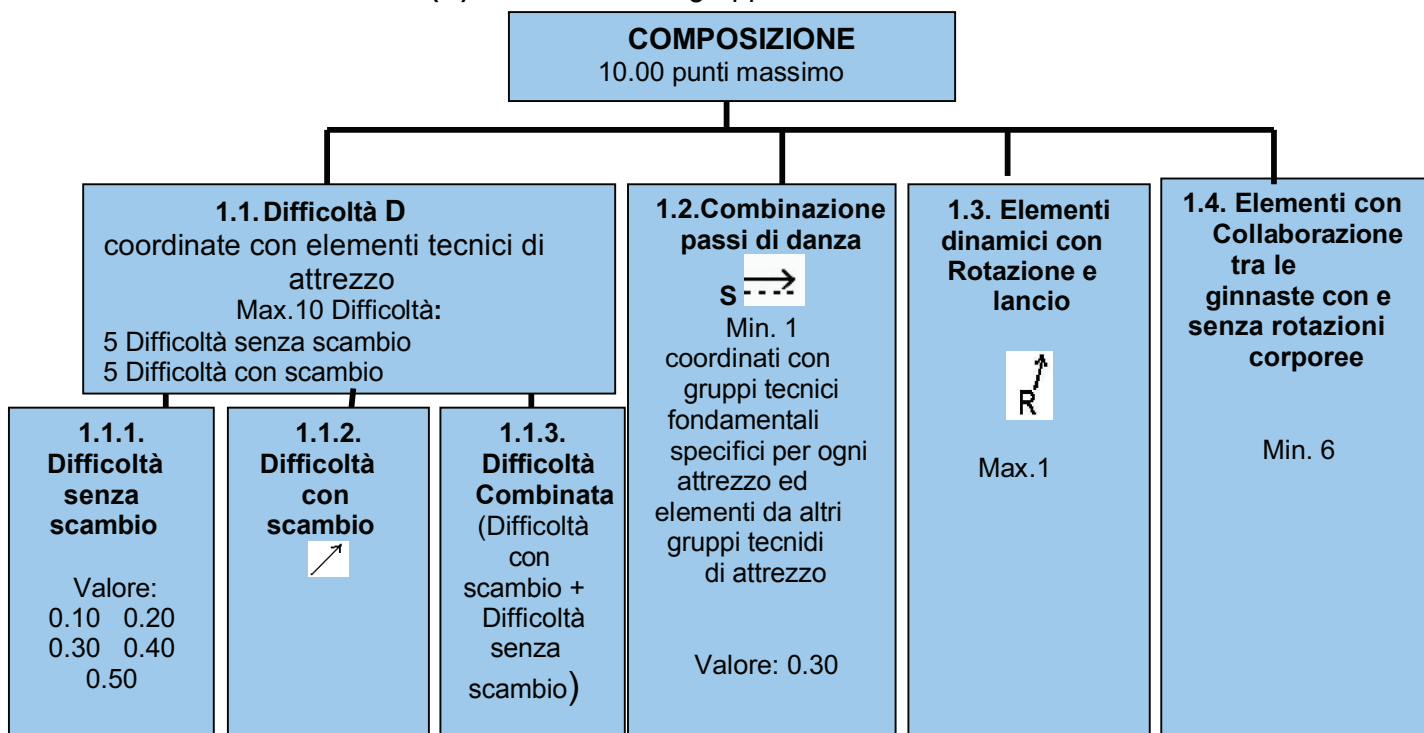 COMPOSIZIONE
10.00 punti massimo
1.1. Difficoltà D
coordinate con elementi tecnici di
attrezzo
Max.10 Difficoltà:
5 Difficoltà senza scambio
5 Difficoltà con scambio
1.1.1.
Difficoltà
senza
scambio
Valore:
0.10 0.20
0.30 0.40
0.50
1.1.2.
Difficoltà
con
scambio
1.1.3.
Difficoltà
Combinata
(Difficoltà
con
scambio +
Difficoltà
senza
scambio)
1.2.Combinazione
passi di danza
S
Min. 1
coordinati con
gruppi tecnici
fondamentali
specifici per ogni
attrezzo ed
elementi da altri
gruppi tecnidi
di attrezzo
Valore: 0.30
1.3. Elementi
dinamici con
Rotazione e
lancio
R
Max.1
1.4. Elementi con
Collaborazione
tra le
ginnaste con e
senza rotazioni
corporee
Min. 6